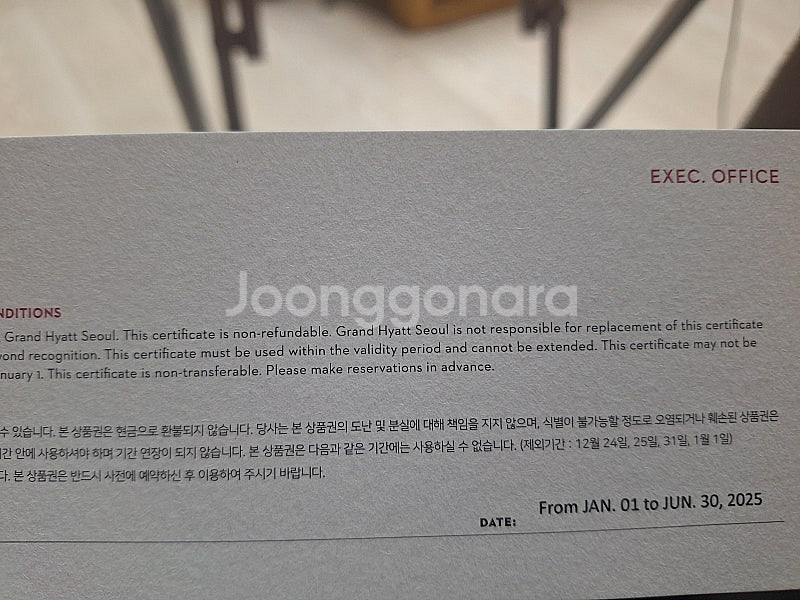 EXEC. OFFICE
Joonggonara
NDITIONS
Grand Hyatt Seoul. This certificate is non-refundable. Grand Hyatt Seoul is not responsible for replacement of this certificate
yond recognition. This certificate must be used within the validity period and cannot be extended. This certificate may not be
nuary 1. This certificate is non-transferable. Please make reservations in advance.
수 있습니다. 본 상품권은 현금으로 환불되지 않습니다. 당사는 본 상품권의 도난 및 분실에 대해 책임을 지지 않으며, 식별이 불가능할 정도로 오염되거나 훼손된 상품권은
간 안에 사용하셔야 하며 기간 연장이 되지 않습니다. 본 상품권은 다음과 같은 기간에는 사용하실 수 없습니다. (제외기간 : 12월 24일, 25일, 31일, 1월 1일)
다. 본 상품권은 반드시 사전에 예약하신 후 이용하여 주시기 바랍니다.
DATE: From JAN. 01 to JUN. 30, 2025